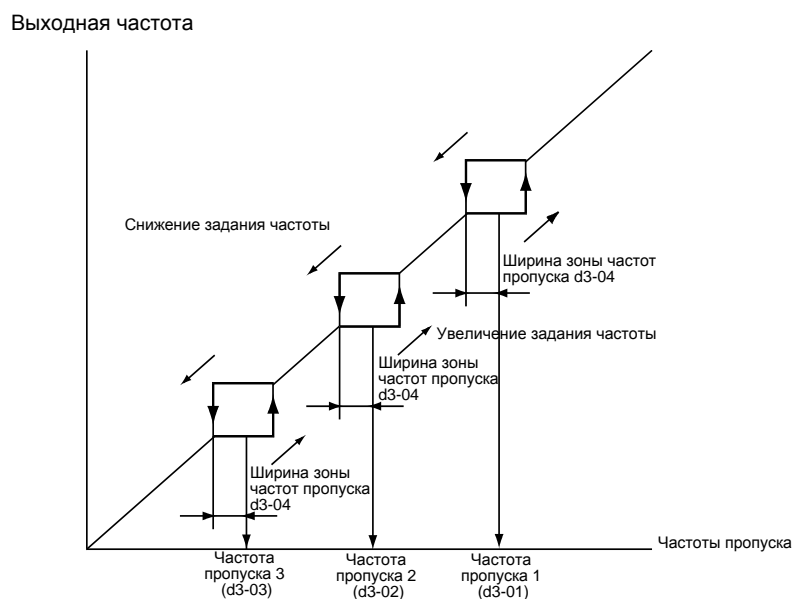 Выходная частота
Снижение задания частоты
Ширина зоны частот
пропуска d3-04
Увеличение задания частоты
Ширина зоны
частот пропуска
d3-04
Ширина зоны
частот пропуска
d3-04
Частоты пропуска
Частота
пропуска 3
(d3-03)
Частота
пропуска 2
(d3-02)
Частота
пропуска 1
(d3-01)